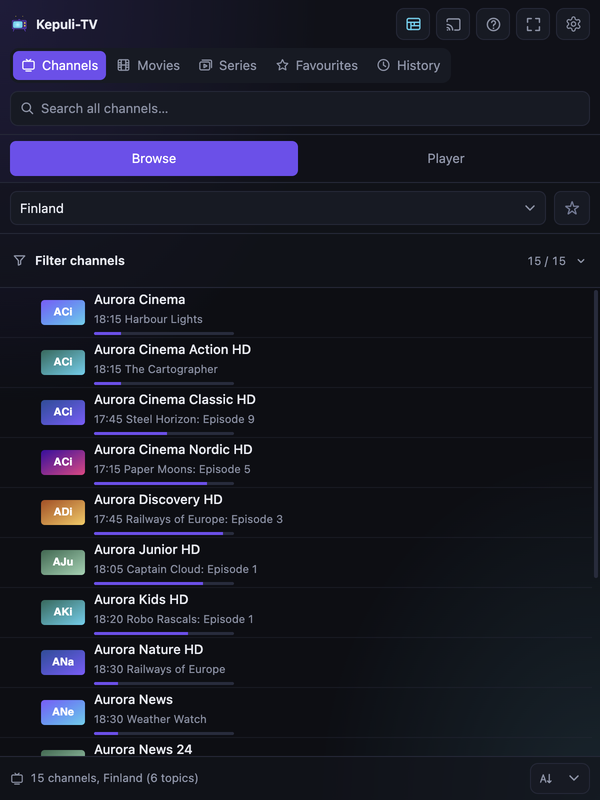 Kepuli-TV
Channels Movies Series Favourites History
Search all channels...
Browse Player
Finland
Filter channels 15 / 15
ACi Aurora Cinema
18:15 Harbour Lights
ACi Aurora Cinema Action HD
18:15 The Cartographer
ACi Aurora Cinema Classic HD
17:45 Steel Horizon: Episode 9
ACi Aurora Cinema Nordic HD
17:15 Paper Moons: Episode 5
ADi Aurora Discovery HD
17:45 Railways of Europe: Episode 3
AJu Aurora Junior HD
18:05 Captain Cloud: Episode 1
AKi Aurora Kids HD
18:20 Robo Rascals: Episode 1
ANa Aurora Nature HD
18:30 Railways of Europe
ANe Aurora News
18:30 Weather Watch
Aurora News 24
15 channels, Finland (6 topics)